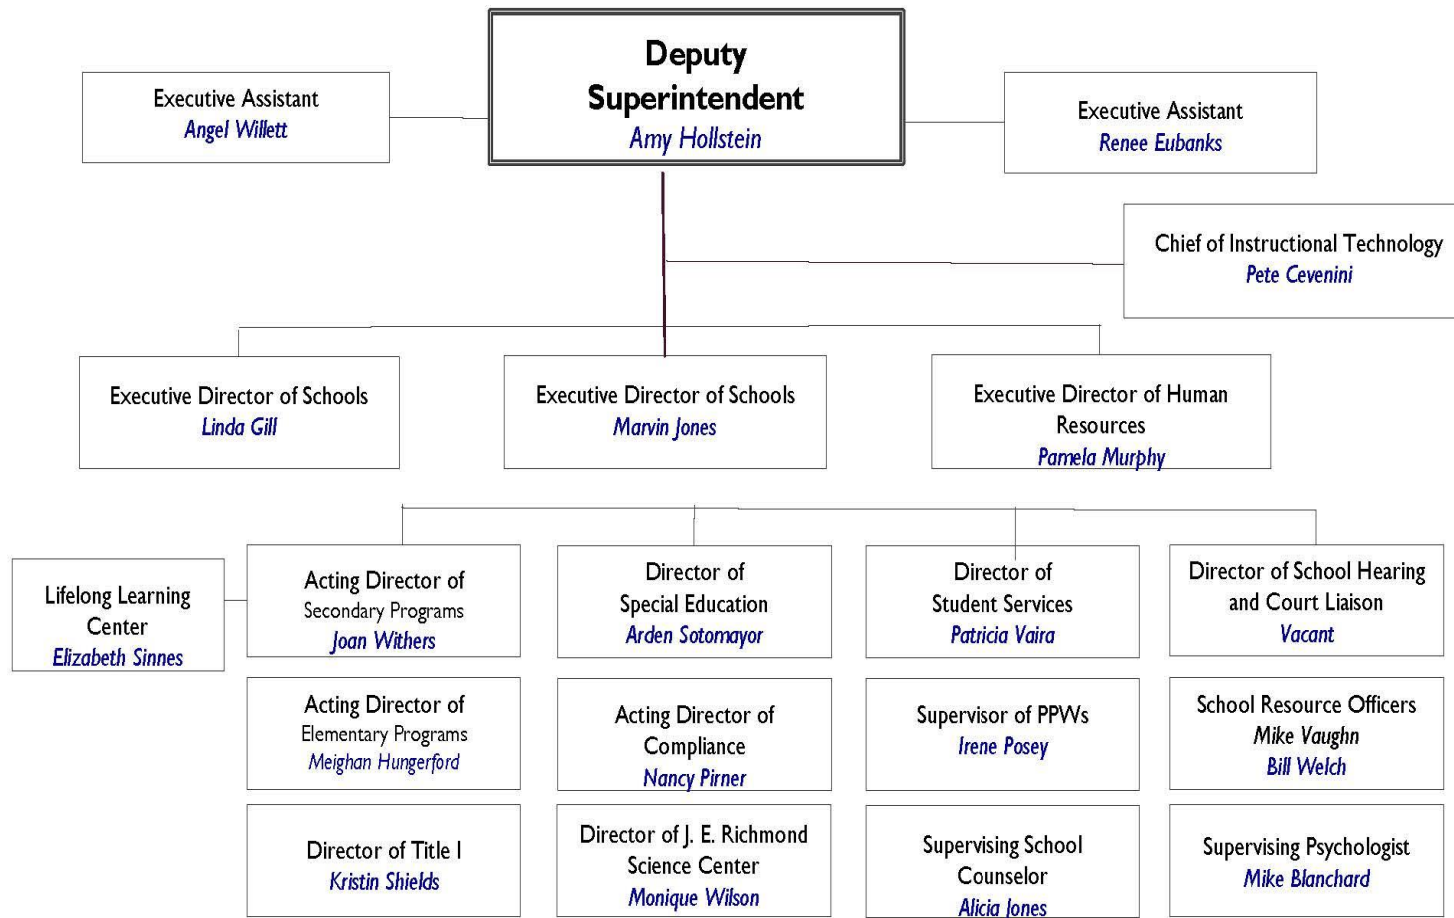 Deputy
Superintendent
Amy Hollstein
Executive Assistant
Angel Willett
Executive Assistant
Renee Eubanks
Chief of Instructional Technology
Pete Cevenini
Executive Director of Schools
Linda Gill
Executive Director of Schools
Marvin Jones
Executive Director of Human
Resources
Pamela Murphy
Lifelong Learning
Center
Elizabeth Sinnes
Acting Director of
Secondary Programs
Joan Withers
Director of
Special Education
Arden Sotomayor
Director of
Student Services
Patricia Vaira
Director of School Hearing
and Court Liaison
Vacant
Acting Director of
Elementary Programs
Meighan Hungerford
Acting Director of
Compliance
Nancy Pirner
Supervisor of PPWs
Irene Posey
School Resource Officers
Mike Vaughn
Bill Welch
Director of Title I
Kristin Shields
Director of J. E. Richmond
Science Center
Monique Wilson
Supervising School
Counselor
Alicia Jones
Supervising Psychologist
Mike Blanchard